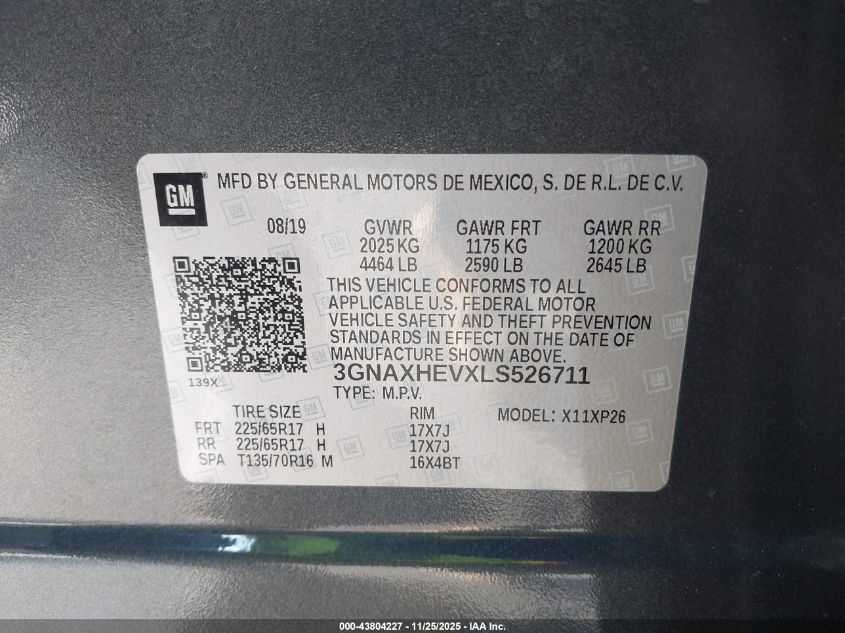 GM® MFD BY GENERAL MOTORS DE MEXICO, S. DE R.L. DE C.V.
08/19 GVWR GAWR FRT GAWR RR
2025 KG 1175 KG 1200 KG
4464 LB 2590 LB 2645 LB
THIS VEHICLE CONFORMS TO ALL
APPLICABLE U.S. FEDERAL MOTOR
VEHICLE SAFETY AND THEFT PREVENTION
STANDARDS IN EFFECT ON THE DATE OF
MANUFACTURE SHOWN ABOVE.
139X 3GNAXHEVXLS526711
TYPE: M.P.V.
TIRE SIZE RIM MODEL: X11XP26
FRT 225/65R17 H 17X7J
RR 225/65R17 H 17X7J
SPA T135/70R16 M 16X4BT
000-43804227 - 11/25/2025 - IAA Inc.